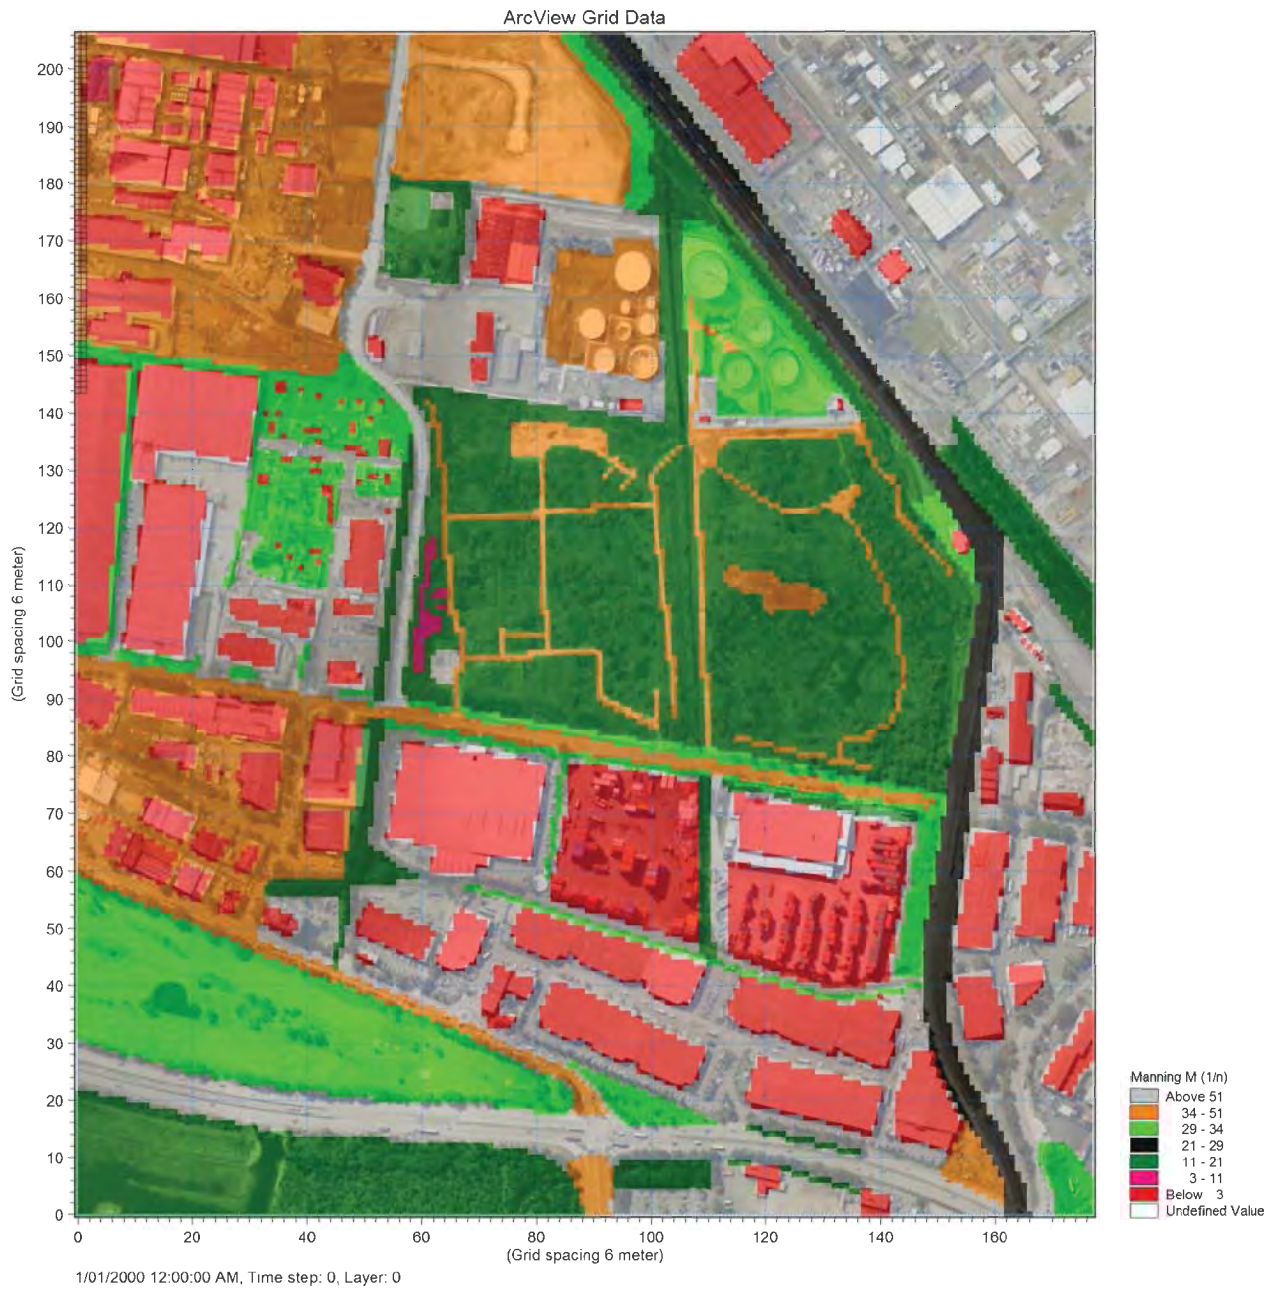 ArcView Grid Data
200
190
180
170
160
150
140
130
120
110
100
90
80
70
60
50
40
30
20
10
0
(Grid spacing 6 meter)
0 20 40 60 80 100 120 140 160
(Grid spacing 6 meter)
1/01/2000 12:00:00 AM, Time step: 0, Layer: 0
Manning M (1/n)
Above 51
34 - 51
29 - 34
21 - 29
11 - 21
3 - 11
Below 3
Undefined Value